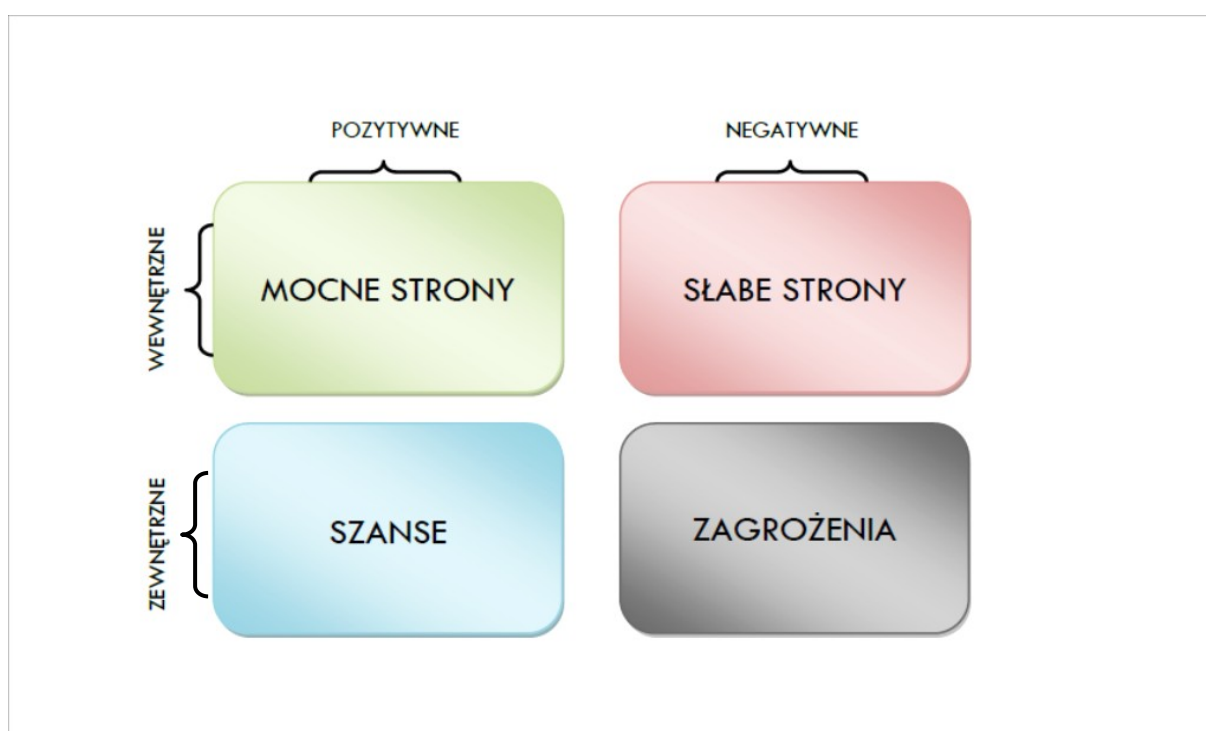 POZYTYWNE
NEGATYWNE
WEWNĘTRZNE
MOCNE STRONY
SŁABE STRONY
ZEWNĘTRZNE
SZANSE
ZAGROŻENIA